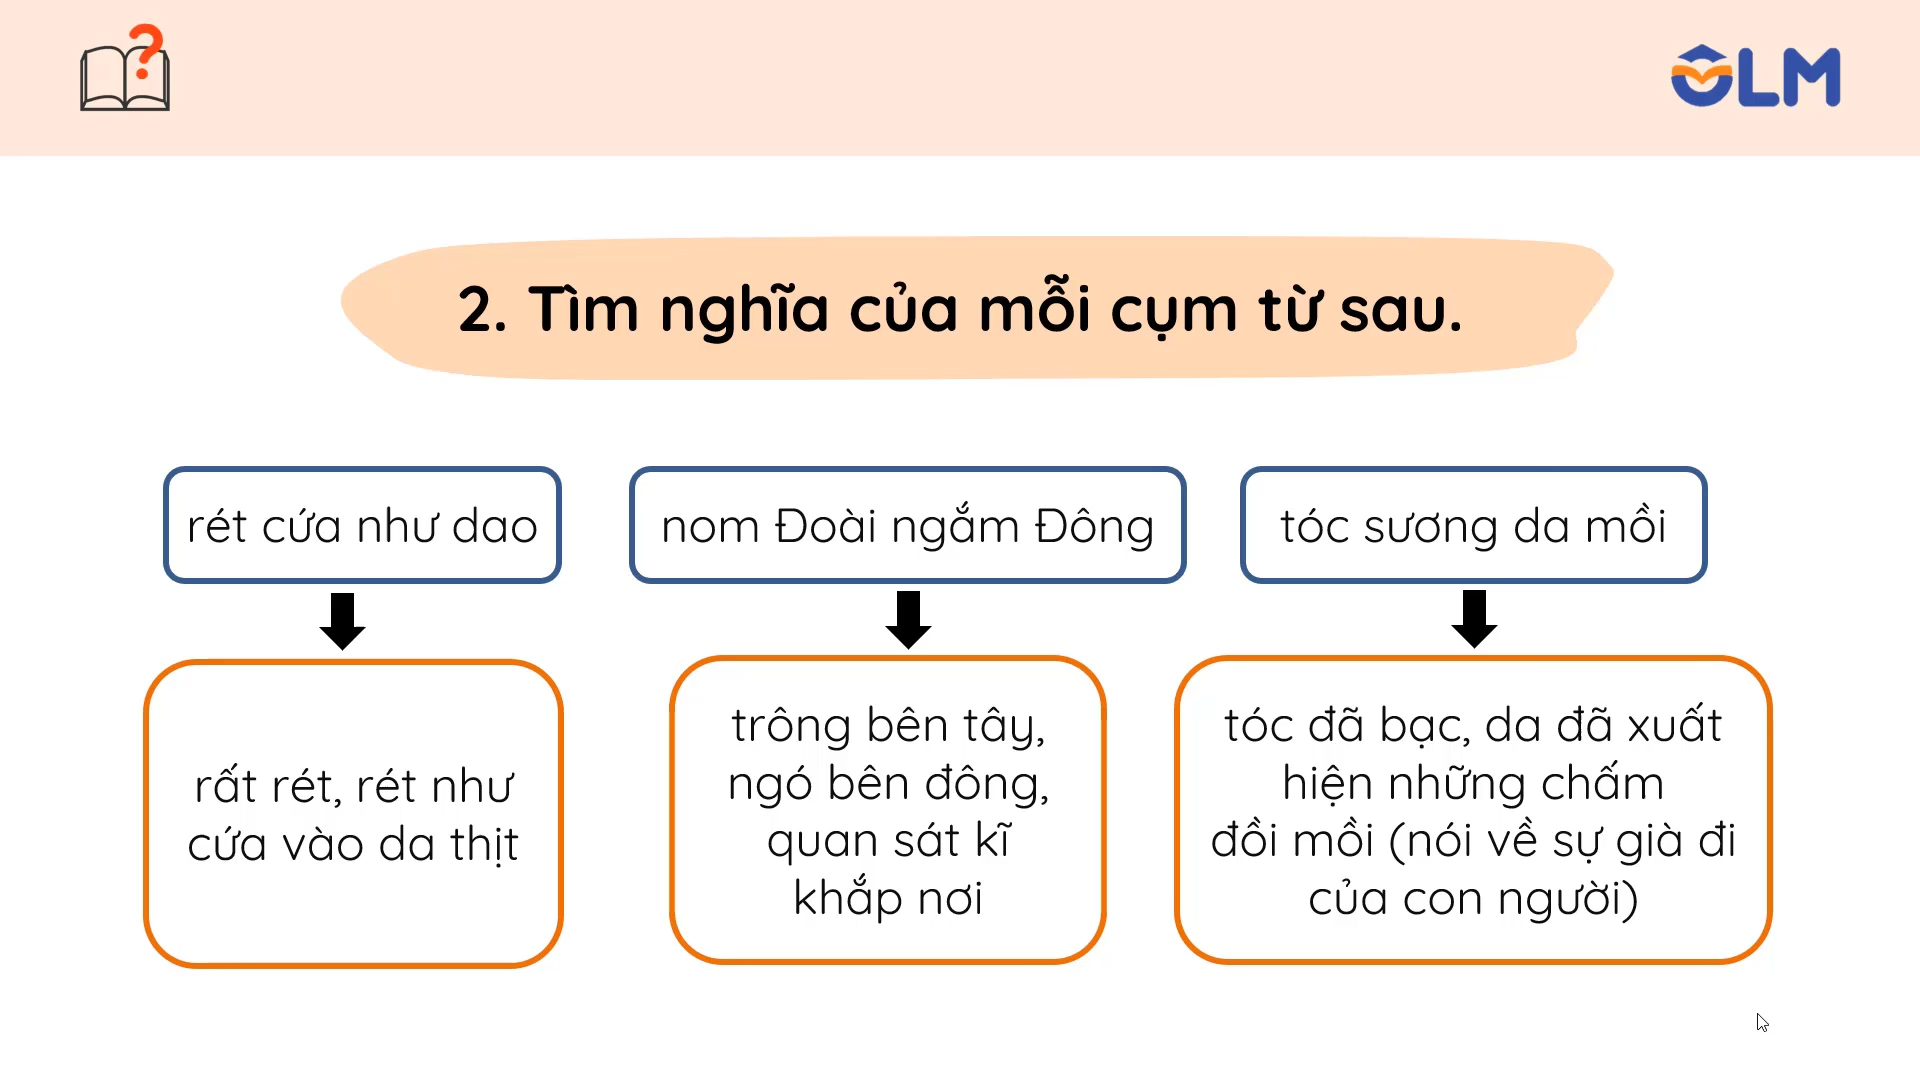 ?
OLM
2. Tìm nghĩa của mỗi cụm từ sau.
rét cứa như dao
nom Đoài ngắm Đông
tóc sương da mồi
rất rét, rét như
cứa vào da thịt
trông bên tây,
ngó bên đông,
quan sát kĩ
khắp nơi
tóc đã bạc, da đã xuất
hiện những chấm
đồi mồi (nói về sự già đi
của con người)